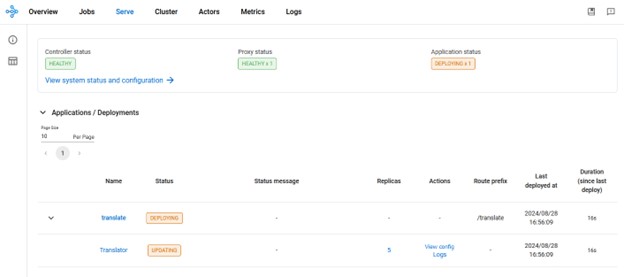 Overview Jobs Serve Cluster Actors Metrics Logs
Controller status Proxy status Application status
HEALTHY HEALTHY x 1 DEPLOYING x 1
View system status and configuration →
Applications / Deployments
Page Size
10 Per Page
1
Name Status Status message Replicas Actions Route prefix Last deployed at Duration (since last deploy)
translate DEPLOYING - - - /translate 2024/08/28 16:56:09 16s
Translator UPDATING - 5 View config Logs - 2024/08/28 16:56:09 16s